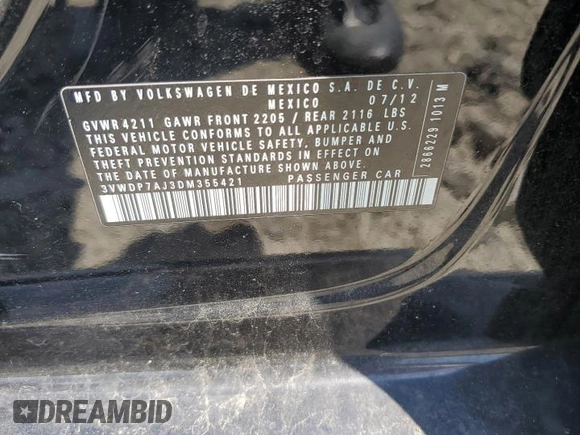 MFD BY VOLKSWAGEN DE MEXICO S.A. DE C.V.
MEXICO 07/12
GVWR 4211 GAWR FRONT 2205 / REAR 2116 LBS
THIS VEHICLE CONFORMS TO ALL APPLICABLE U.S.
FEDERAL MOTOR VEHICLE SAFETY, BUMPER AND
THEFT PREVENTION STANDARDS IN EFFECT ON
THE DATE OF MANUFACTURE SHOWN ABOVE.
3VWDP7AJ3DM355421 PASSENGER CAR
2866229 1013 M
DREAMBID